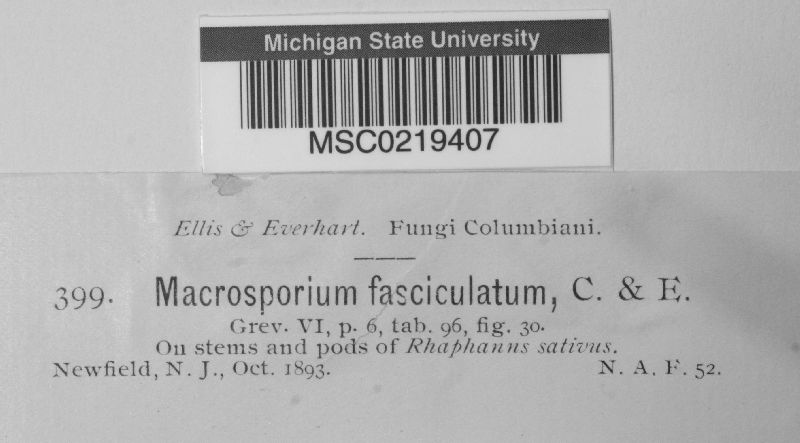 Michigan State University
MSC0219407
Ellis & Everhart. Fungi Columbiani.
399. Macrosporium fasciculatum, C. & E.
Grev. VI, p. 6, tab. 96, fig. 30.
On stems and pods of Rhaphanns sativus.
Newfield, N. J., Oct. 1893. N. A. F. 52.